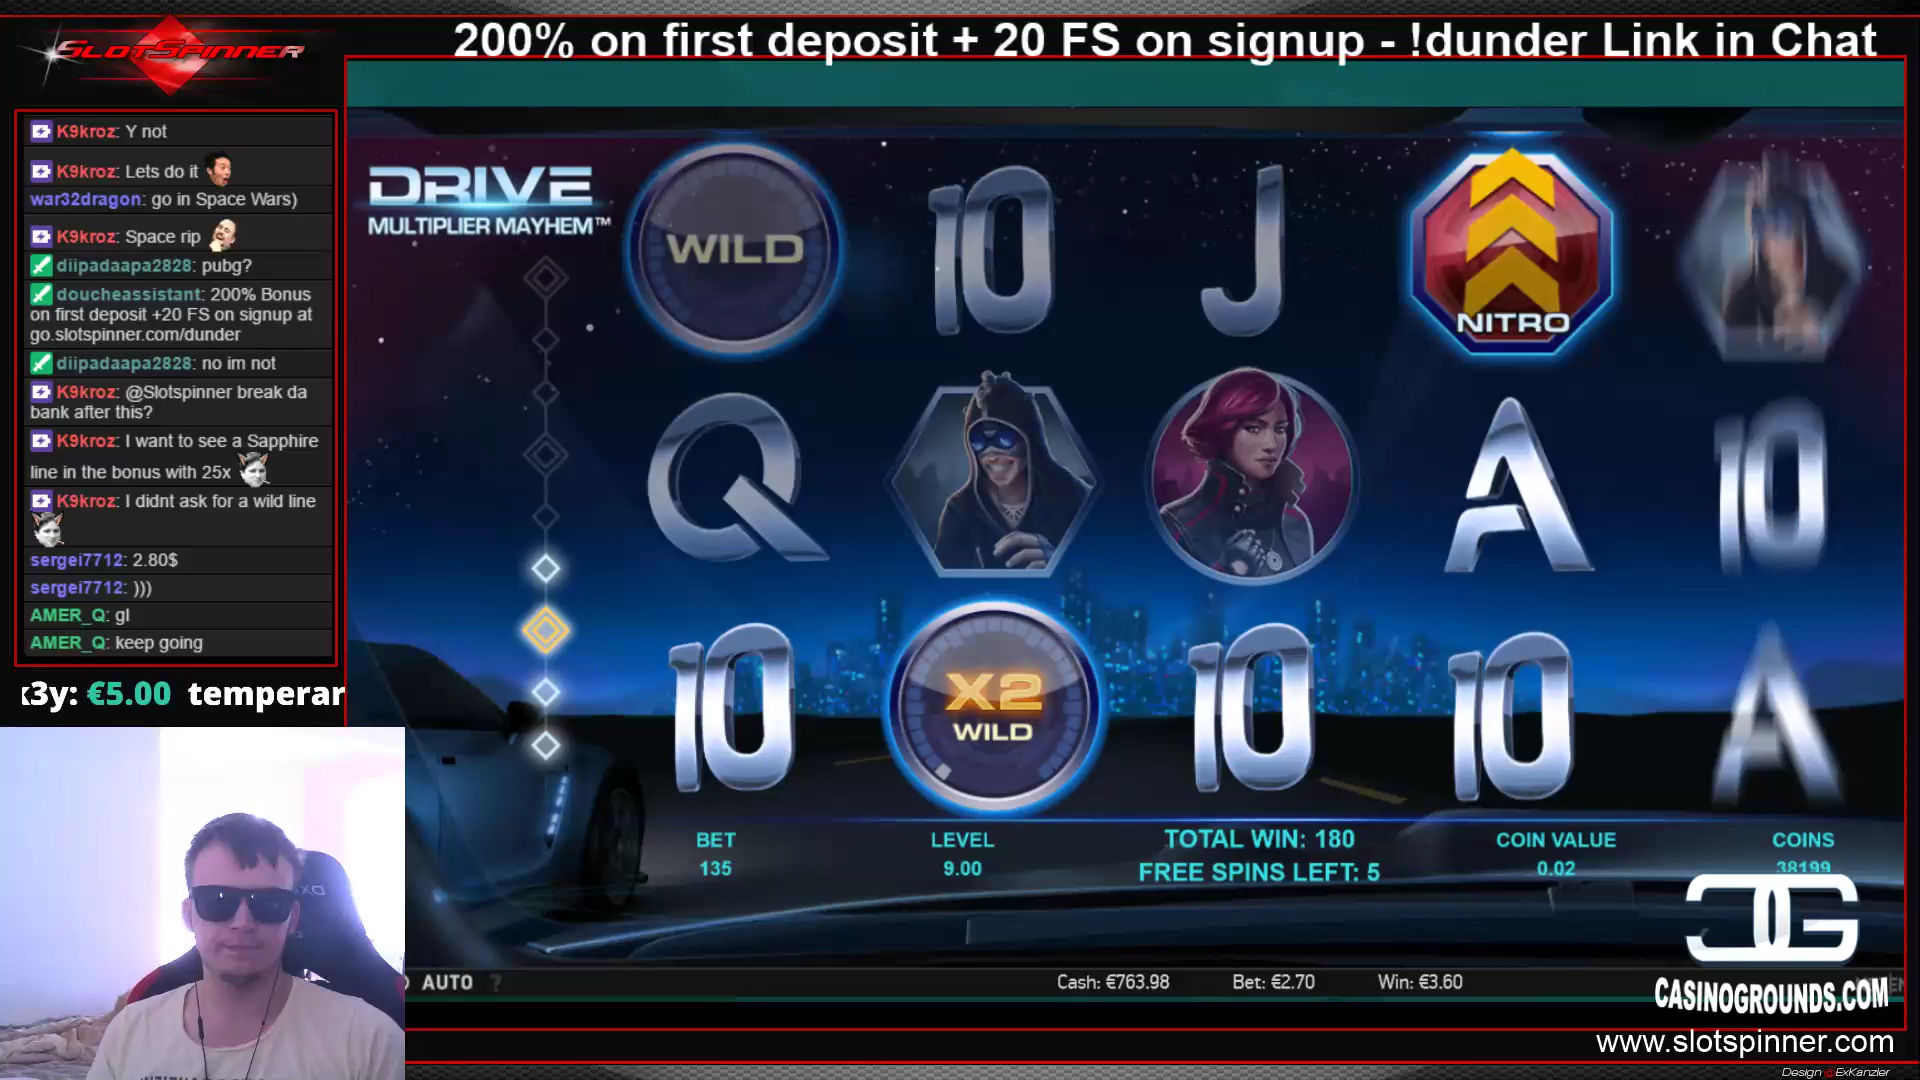 200% on first deposit + 20 FS on signup - !dunder Link in Chat
SLOTSPINNER
K9kroz: Y not
K9kroz: Lets do it
war32dragon: go in Space Wars)
K9kroz: Space rip
diipadaapa2828: pubg?
doucheassistant: 200% Bonus
on first deposit +20 FS on signup at
go.slotspinner.com/dunder
diipadaapa2828: no im not
K9kroz: @Slotspinner break da
bank after this?
K9kroz: I want to see a Sapphire
line in the bonus with 25x
K9kroz: I didnt ask for a wild line
sergei7712: 2.80$
sergei7712: )))
AMER_Q: gl
AMER_Q: keep going
x3y: €5.00 temperar
DRIVE
MULTIPLIER MAYHEM™
WILD
10
J
NITRO
Q
A
10
10
X2
WILD
10
10
A
BET
135
LEVEL
9.00
TOTAL WIN: 180
FREE SPINS LEFT: 5
COIN VALUE
0.02
COINS
38199
AUTO ?
Cash: €763.98
Bet: €2.70
Win: €3.60
CG
CASINOGROUNDS.COM
www.slotspinner.com
Design @ExKanzler